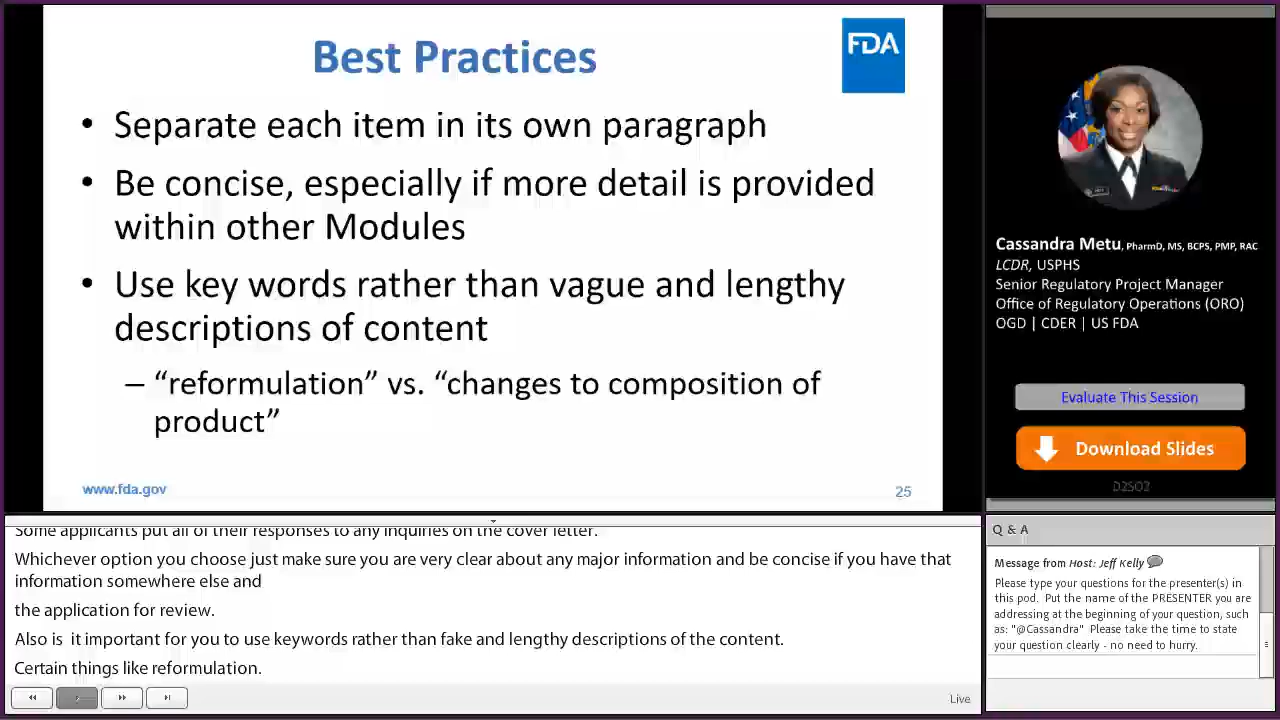 Best Practices
FDA
• Separate each item in its own paragraph
• Be concise, especially if more detail is provided
within other Modules
• Use key words rather than vague and lengthy
descriptions of content
– “reformulation” vs. “changes to composition of
product”
www.fda.gov
25
Cassandra Metu, PharmD, MS, BCPS, PMP, RAC
LCDR, USPHS
Senior Regulatory Project Manager
Office of Regulatory Operations (ORO)
OGD | CDER | US FDA
Evaluate This Session
Download Slides
D2SO2
Some applicants put all of their responses to any inquiries on the cover letter.
Whichever option you choose just make sure you are very clear about any major information and be concise if you have that
information somewhere else and
the application for review.
Also is it important for you to use keywords rather than fake and lengthy descriptions of the content.
Certain things like reformulation.
Live
Q & A
Message from Host: Jeff Kelly
Please type your questions for the presenter(s) in
this pod. Put the name of the PRESENTER you are
addressing at the beginning of your question, such
as: "@Cassandra" Please take the time to state
your question clearly - no need to hurry.